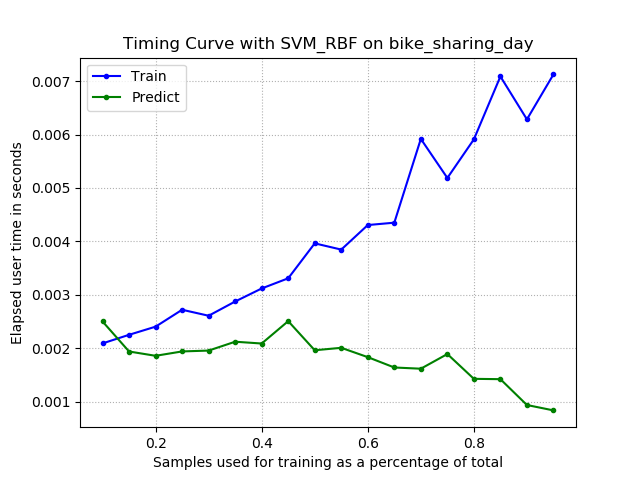 Timing Curve with SVM_RBF on bike_sharing_day
Train
Predict
0.007
0.006
0.005
0.004
0.003
0.002
0.001
Elapsed user time in seconds
0.2 0.4 0.6 0.8
Samples used for training as a percentage of total